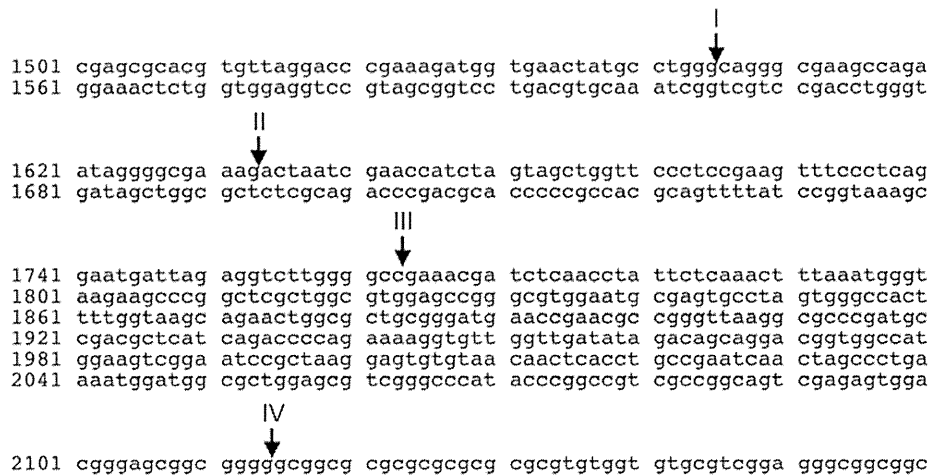 I
1501 cgagcgcacg tgttaggacc cgaaagatgg tgaactatgc ctgggcaggg cgaagccaga
1561 ggaaactctg gtggaggtcc gtagcggtcc tgacgtgcaa atcggtcgtc cgacctgggt
II
1621 ataggggcga aagactaatc gaaccatcta gtagctggtt ccctccgaag tttccctcag
1681 gatagctggc gctctcgcag acccgacgca cccccgccac gcagttttat ccggtaaagc
III
1741 gaatgattag aggtcttggg gccgaaacga tctcaaccta ttctcaaact ttaaatgggt
1801 aagaagcccg gctcgctggc gtggagccgg gcgtggaatg cgagtgccta gtgggccact
1861 tttggtaagc agaactggcg ctgcgggatg aaccgaacgc cgggttaagg cgcccgatgc
1921 cgacgctcat cagaccccag aaaaggtgtt ggttgatata gacagcagga cggtggccat
1981 ggaagtcgga atccgctaag gagtgtgtaa caactcacct gccgaatcaa ctagccctga
2041 aaatggatgg cgctggagcg tcgggcccat acccggccgt cgccggcagt cgagagtgga
IV
2101 cgggagcggc gggggcggcg cgcgcgcgcg cgcgtgtggt gtgcgtcgga gggcggcggc